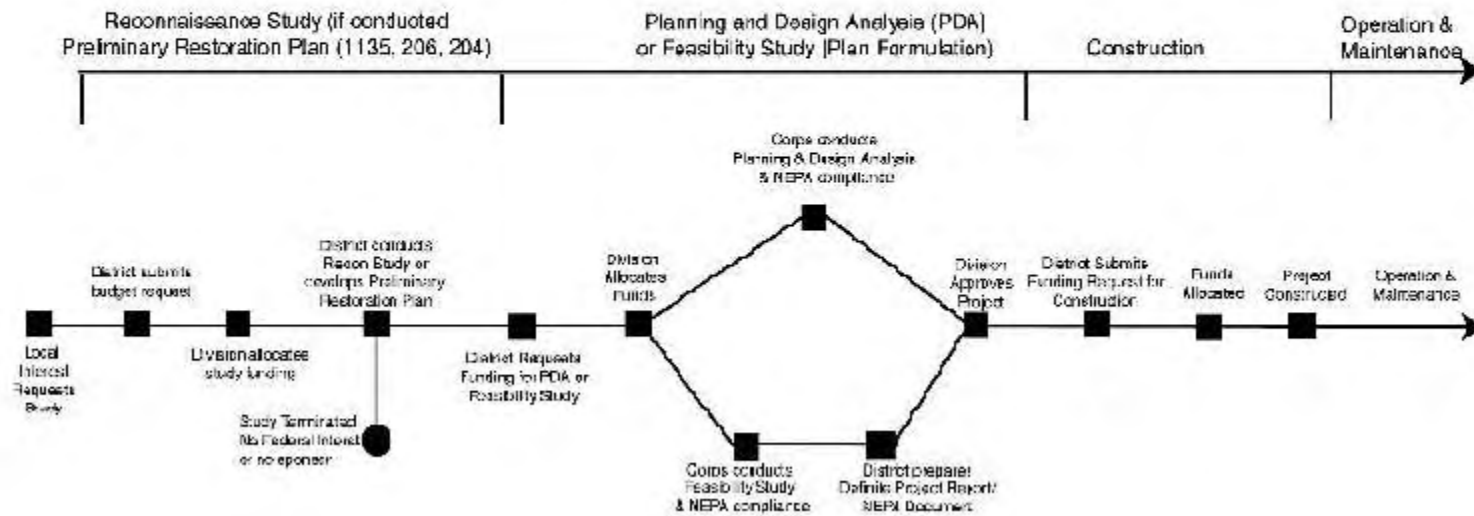 Reconnaissance Study (if conducted
Preliminary Restoration Plan (1135, 206, 204)
Planning and Design Analysis (PDA)
or Feasibility Study (Plan Formulation)
Construction
Operation &
Maintenance
Corps conducts
Planning & Design Analysis
& NEPA compliance
District conducts
Recon Study or
develops Preliminary
Restoration Plan
District submits
budget request
Division
Allocates
Funds
Division
Approves
Project
District Submits
Funding Request for
Construction
Funds
Allocated
Project
Constructed
Operation &
Maintenance
Local
Interest
Requests
Study
Division allocates
study funding
District Requests
Funding for PDA or
Feasibility Study
Study Terminated
No Federal Interest
or no sponsor
Corps conducts
Feasibility Study
& NEPA compliance
District prepares
Definite Project Report/
NEPA Document